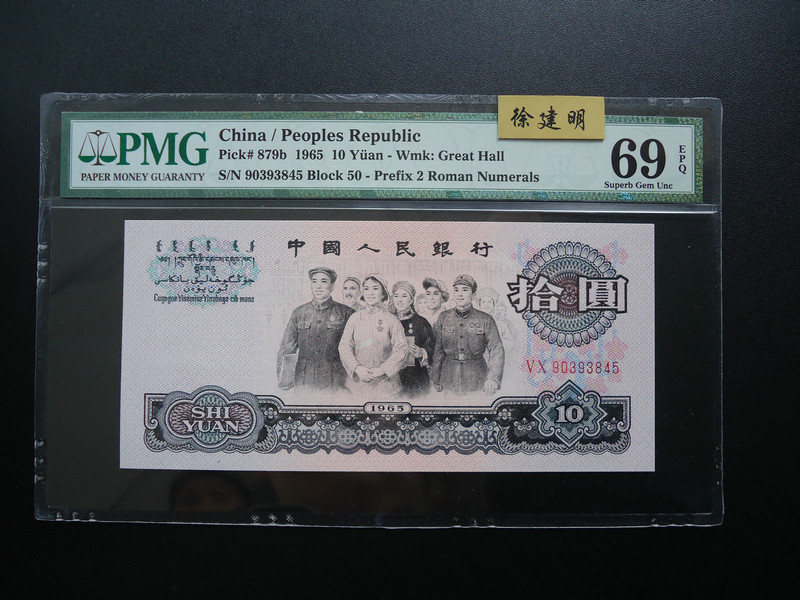 徐建明
PMG
PAPER MONEY GUARANTY
China / Peoples Republic
Pick# 879b 1965 10 Yüan - Wmk: Great Hall
S/N 90393845 Block 50 - Prefix 2 Roman Numerals
69
EPQ
Superb Gem Unc
中國人民銀行
拾圓
VX 90393845
SHI
YUAN
1965
10